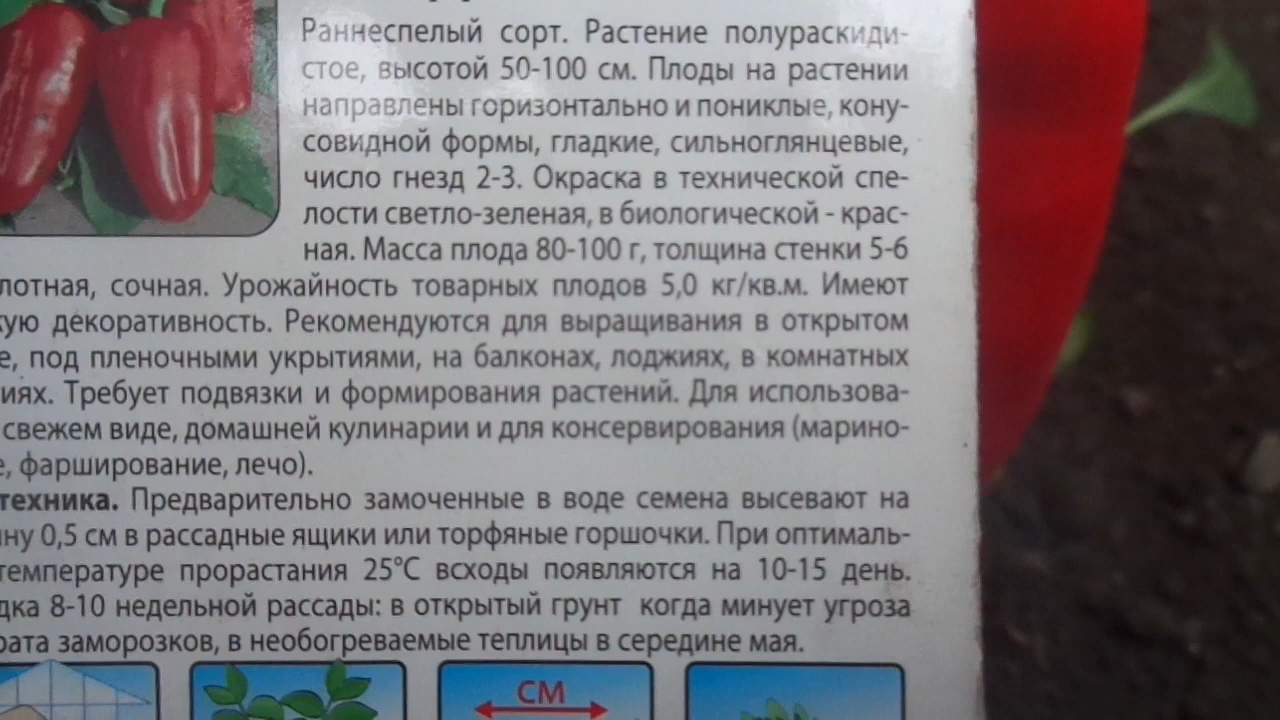 Раннеспелый сорт. Растение полураскиди-
стое, высотой 50-100 см. Плоды на растении
направлены горизонтально и пониклые, кону-
совидной формы, гладкие, сильноглянцевые,
число гнезд 2-3. Окраска в технической спе-
лости светло-зеленая, в биологической - крас-
ная. Масса плода 80-100 г, толщина стенки 5-6
лотная, сочная. Урожайность товарных плодов 5,0 кг/кв.м. Имеют
кую декоративность. Рекомендуются для выращивания в открытом
е, под пленочными укрытиями, на балконах, лоджиях, в комнатных
иях. Требует подвязки и формирования растений. Для использова-
свежем виде, домашней кулинарии и для консервирования (марино-
е, фарширование, лечо).
техника. Предварительно замоченные в воде семена высевают на
ину 0,5 см в рассадные ящики или торфяные горшочки. При оптималь-
температуре прорастания 25°С всходы появляются на 10-15 день.
дка 8-10 недельной рассады: в открытый грунт когда минует угроза
рата заморозков, в необогреваемые теплицы в середине мая.
СМ